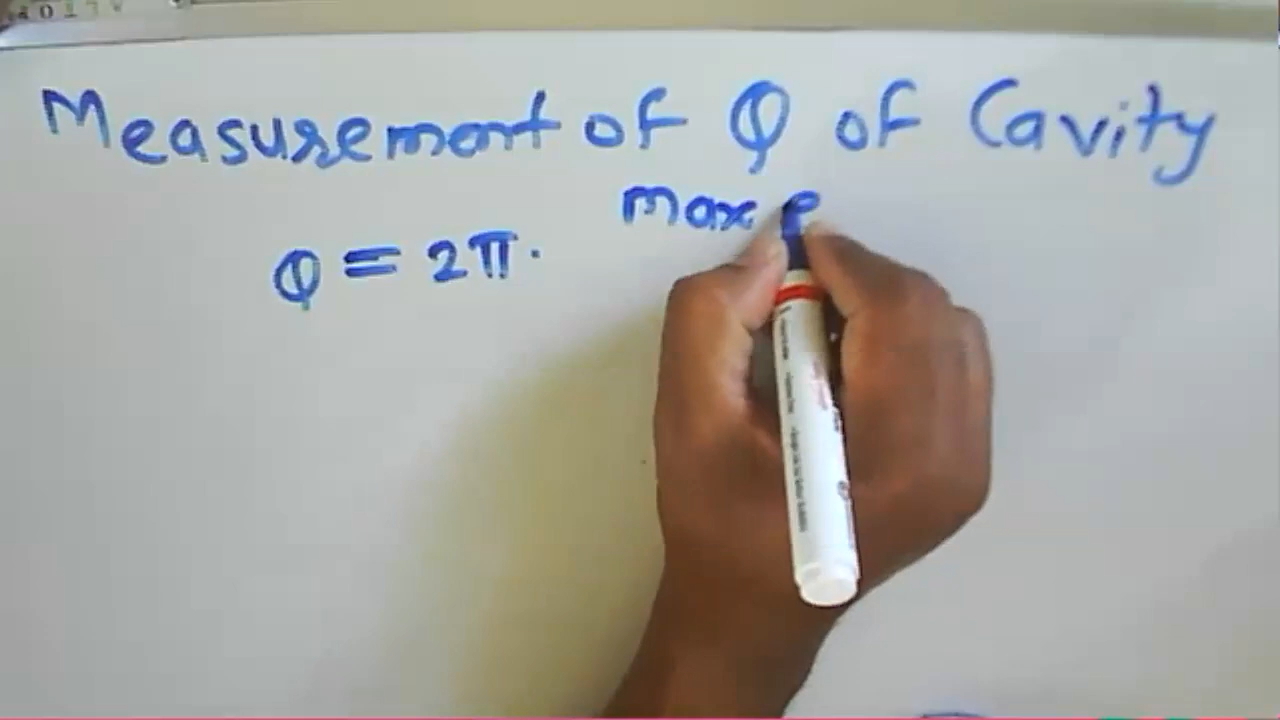 Measurement of Q of Cavity
max
Q = 2π.